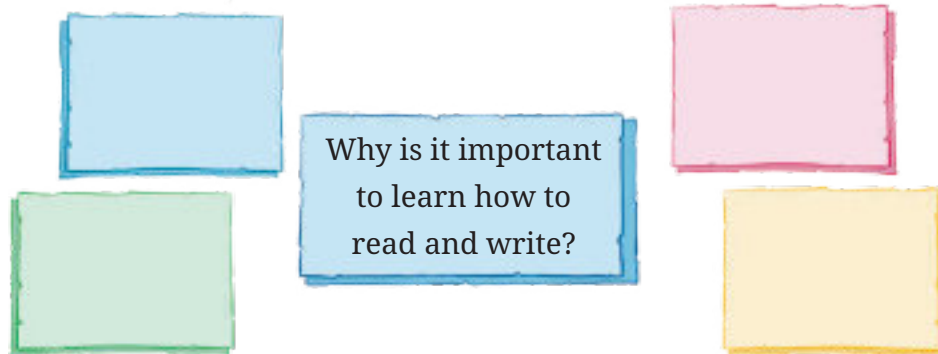 Why is it important
to learn how to
read and write?